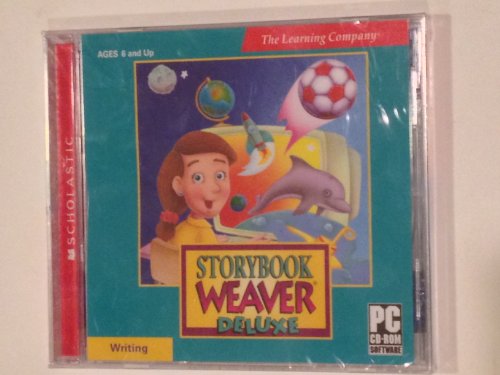 AGES 6 and Up
The Learning Company®
SCHOLASTIC
STORYBOOK
WEAVER®
DELUXE
Writing
PC
CD-ROM
SOFTWARE